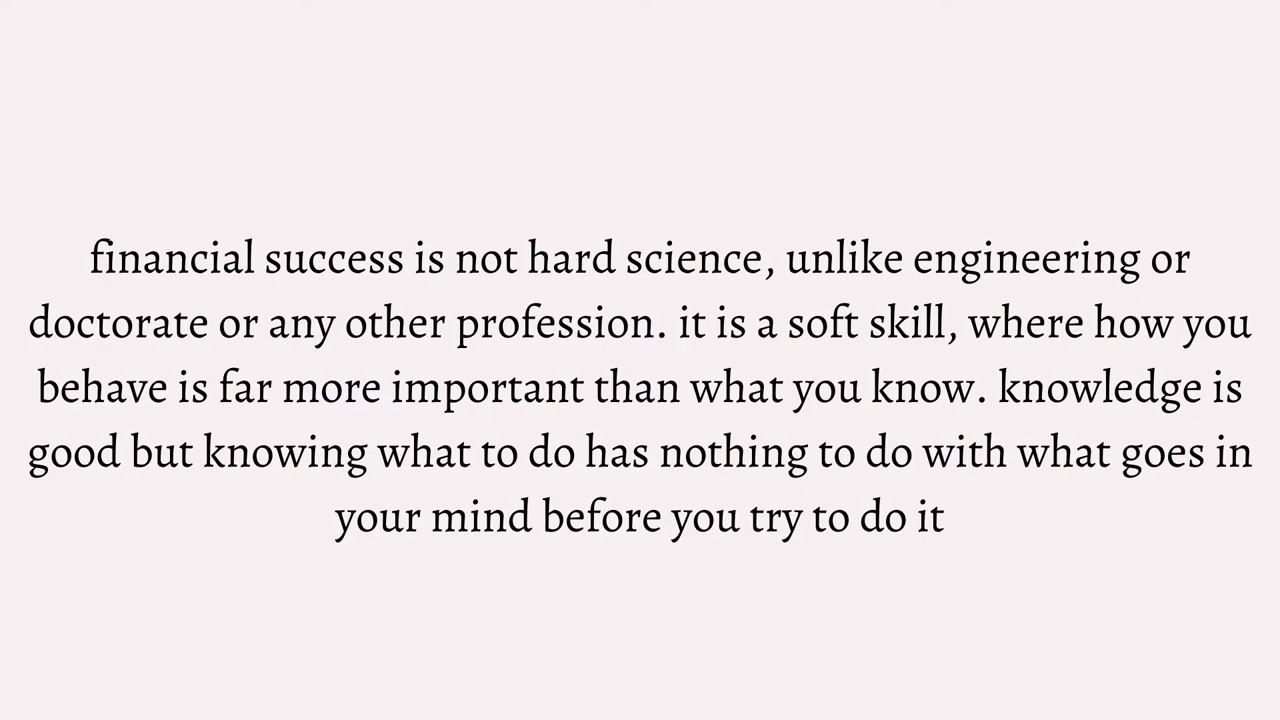 financial success is not hard science, unlike engineering or
doctorate or any other profession. it is a soft skill, where how you
behave is far more important than what you know. knowledge is
good but knowing what to do has nothing to do with what goes in
your mind before you try to do it